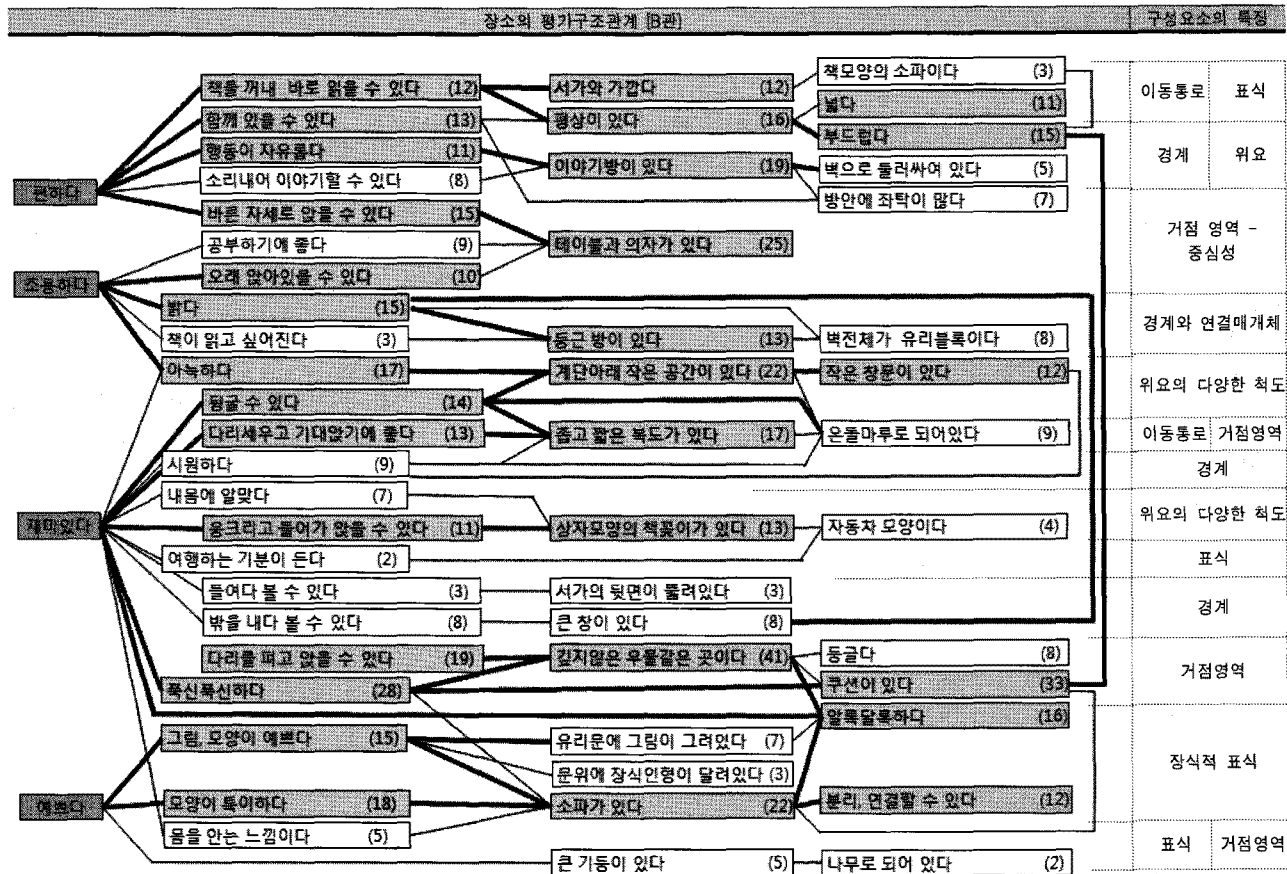 장소의 평가구조관계 [B관] 구성요소의 특징
책모양의 소파이다 (3)
책을 꺼내 바로 읽을 수 있다 (12) 서가와 가깝다 (12) 이동통로 표식
넓다 (11)
함께 있을 수 있다 (13) 평상이 있다 (16)
부드럽다 (15)
행동이 자유롭다 (11) 경계 위요
이야기방이 있다 (19) 벽으로 둘러싸여 있다 (5)
소리내어 이야기할 수 있다 (8)
편하다
방안에 좌탁이 많다 (7)
바른 자세로 앉을 수 있다 (15)
거점 영역 -
공부하기에 좋다 (9) 테이블과 의자가 있다 (25)
중심성
오래 앉아있을 수 있다 (10)
조용하다
밝다 (15)
경계와 연결매개체
책이 읽고 싶어진다 (3) 둥근 방이 있다 (13) 벽전체가 유리블록이다 (8)
아늑하다 (17) 계단아래 작은 공간이 있다 (22) 작은 창문이 있다 (12)
위요의 다양한 척도
뒹굴 수 있다 (14)
다리세우고 기대앉기에 좋다 (13) 좁고 짧은 복도가 있다 (17) 온돌마루로 되어있다 (9) 이동통로 거점영역
시원하다 (9) 경계
내몸에 알맞다 (7)
위요의 다양한 척도
재미있다 웅크리고 들어가 앉을 수 있다 (11) 상자모양의 책꽂이가 있다 (13) 자동차 모양이다 (4)
여행하는 기분이 든다 (2) 표식
들여다 볼 수 있다 (3) 서가의 뒷면이 뚫려있다 (3)
경계
밖을 내다 볼 수 있다 (8) 큰 창이 있다 (8)
다리를 펴고 앉을 수 있다 (19) 깊지않은 우물같은 곳이다 (41) 둥글다 (8)
거점영역
푹신푹신하다 (28) 쿠션이 있다 (33)
알록달록하다 (16)
그림, 모양이 예쁘다 (15) 유리문에 그림이 그려있다 (7)
장식적 표식
문위에 장식인형이 달려있다 (3)
예쁘다 모양이 특이하다 (18) 소파가 있다 (22) 분리, 연결할 수 있다 (12)
몸을 안는 느낌이다 (5)
표식 거점영역
큰 기둥이 있다 (5) 나무로 되어 있다 (2)